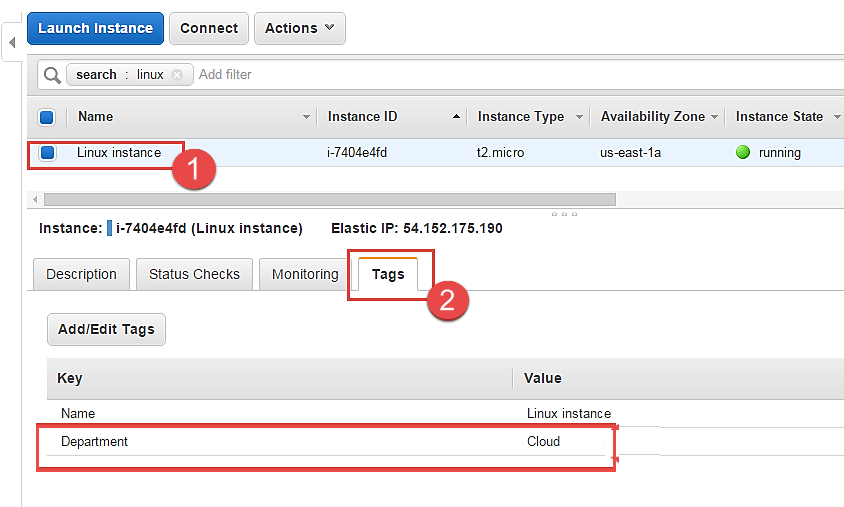 Launch Instance Connect Actions
search : linux Add filter
Name Instance ID Instance Type Availability Zone Instance State
Linux instance i-7404e4fd t2.micro us-east-1a running
1
Instance: i-7404e4fd (Linux instance) Elastic IP: 54.152.175.190
Description Status Checks Monitoring Tags
2
Add/Edit Tags
Key Value
Name Linux instance
Department Cloud